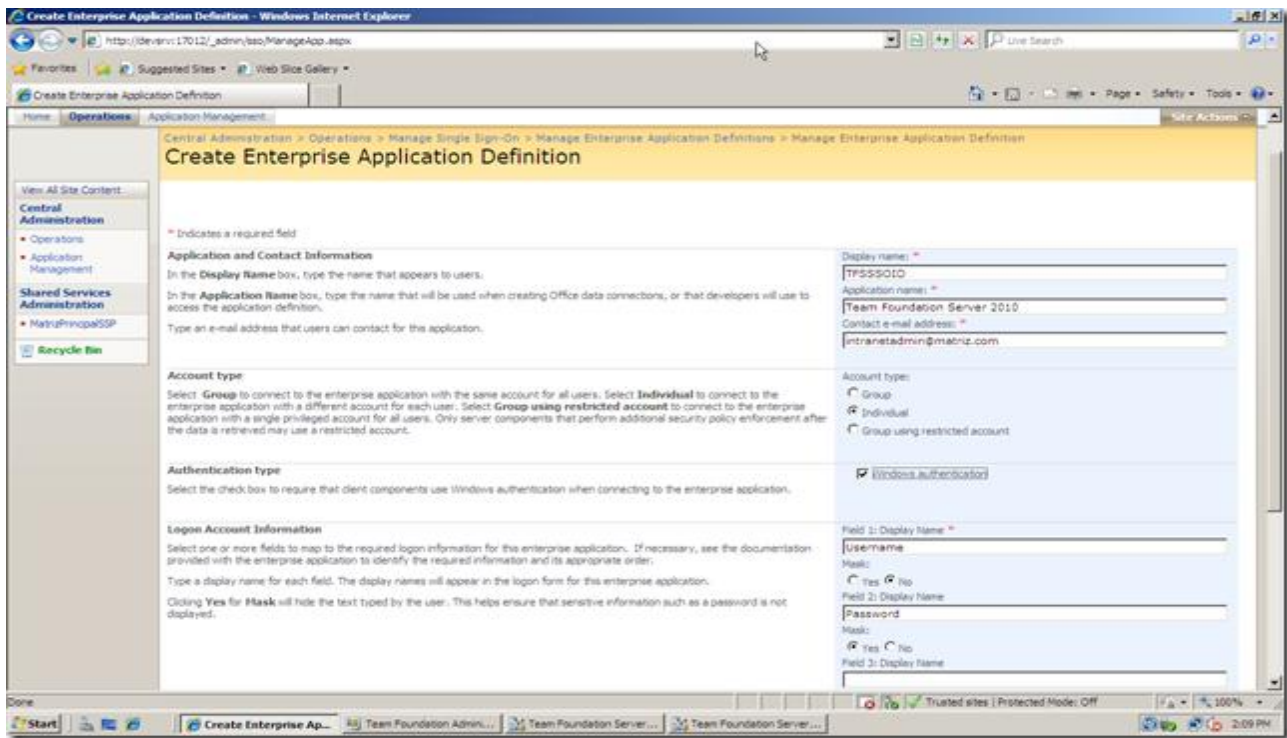 Create Enterprise Application Definition - Windows Internet Explorer
http://devsrv:17012/_admin/sso/ManageApp.aspx
Live Search
Favorites Suggested Sites Web Slice Gallery
Create Enterprise Application Definition
Page Safety Tools
Home Operations Application Management
Site Actions
Central Administration > Operations > Manage Single Sign-On > Manage Enterprise Application Definitions > Manage Enterprise Application Definition
Create Enterprise Application Definition
View All Site Content
Central Administration
Operations
Application Management
Shared Services Administration
MatrizPrincipalSSP
Recycle Bin
* Indicates a required field
Application and Contact Information
In the Display Name box, type the name that appears to users.
In the Application Name box, type the name that will be used when creating Office data connections, or that developers will use to
access the application definition.
Type an e-mail address that users can contact for this application.
Display name: *
TFSSSOID
Application name: *
Team Foundation Server 2010
Contact e-mail address: *
intranetadmin@matriz.com
Account type
Select Group to connect to the enterprise application with the same account for all users. Select Individual to connect to the
enterprise application with a different account for each user. Select Group using restricted account to connect to the enterprise
application with a single privileged account for all users. Only server components that perform additional security policy enforcement after
the data is retrieved may use a restricted account.
Account type:
Group
Individual
Group using restricted account
Authentication type
Select the check box to require that client components use Windows authentication when connecting to the enterprise application.
Windows authentication
Logon Account Information
Select one or more fields to map to the required logon information for this enterprise application. If necessary, see the documentation
provided with the enterprise application to identify the required information and its appropriate order.
Type a display name for each field. The display names will appear in the logon form for this enterprise application.
Clicking Yes for Mask will hide the text typed by the user. This helps ensure that sensitive information such as a password is not
displayed.
Field 1: Display Name *
Username
Mask:
Yes No
Field 2: Display Name
Password
Mask:
Yes No
Field 3: Display Name
Done
Trusted sites | Protected Mode: Off
100%
Start
Create Enterprise Ap...
Team Foundation Admin...
Team Foundation Server...
Team Foundation Server...
2:09 PM